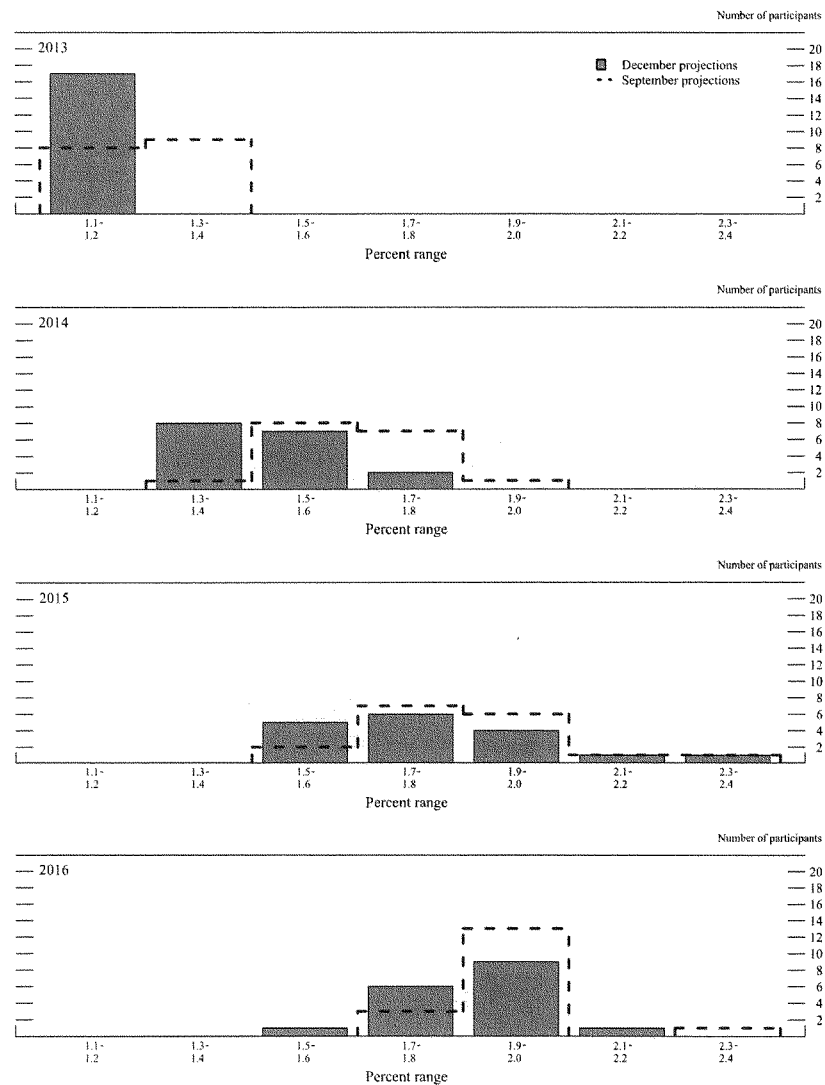 Number of participants
2013
December projections
September projections
20
18
16
14
12
10
8
6
4
2
1.1- 1.3- 1.5- 1.7- 1.9- 2.1- 2.3-
1.2 1.4 1.6 1.8 2.0 2.2 2.4
Percent range
Number of participants
2014
20
18
16
14
12
10
8
6
4
2
1.1- 1.3- 1.5- 1.7- 1.9- 2.1- 2.3-
1.2 1.4 1.6 1.8 2.0 2.2 2.4
Percent range
Number of participants
2015
20
18
16
14
12
10
8
6
4
2
1.1- 1.3- 1.5- 1.7- 1.9- 2.1- 2.3-
1.2 1.4 1.6 1.8 2.0 2.2 2.4
Percent range
Number of participants
2016
20
18
16
14
12
10
8
6
4
2
1.1- 1.3- 1.5- 1.7- 1.9- 2.1- 2.3-
1.2 1.4 1.6 1.8 2.0 2.2 2.4
Percent range